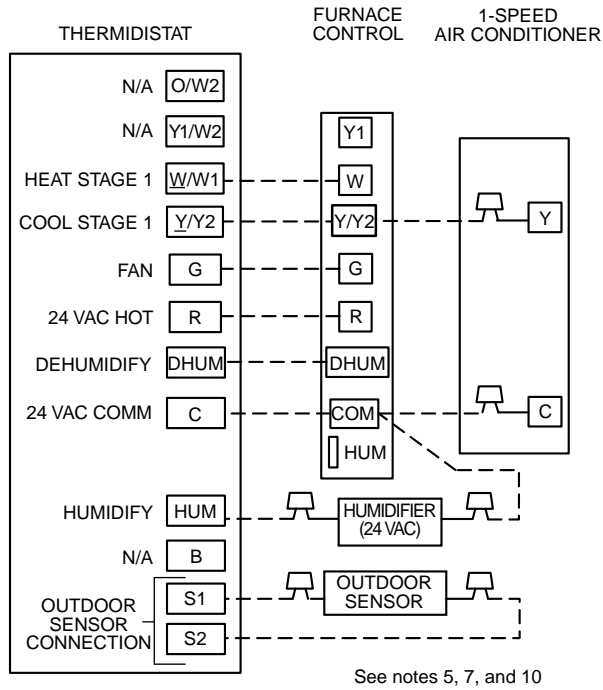 THERMIDISTAT
FURNACE
CONTROL
1-SPEED
AIR CONDITIONER
N/A O/W2
N/A Y1/W2 Y1
HEAT STAGE 1 W/W1 W
COOL STAGE 1 Y/Y2 Y/Y2 Y
FAN G G
24 VAC HOT R R
DEHUMIDIFY DHUM DHUM
24 VAC COMM C COM C
HUM
HUMIDIFY HUM HUMIDIFIER
(24 VAC)
N/A B
OUTDOOR
SENSOR
CONNECTION
S1
S2
OUTDOOR
SENSOR
See notes 5, 7, and 10